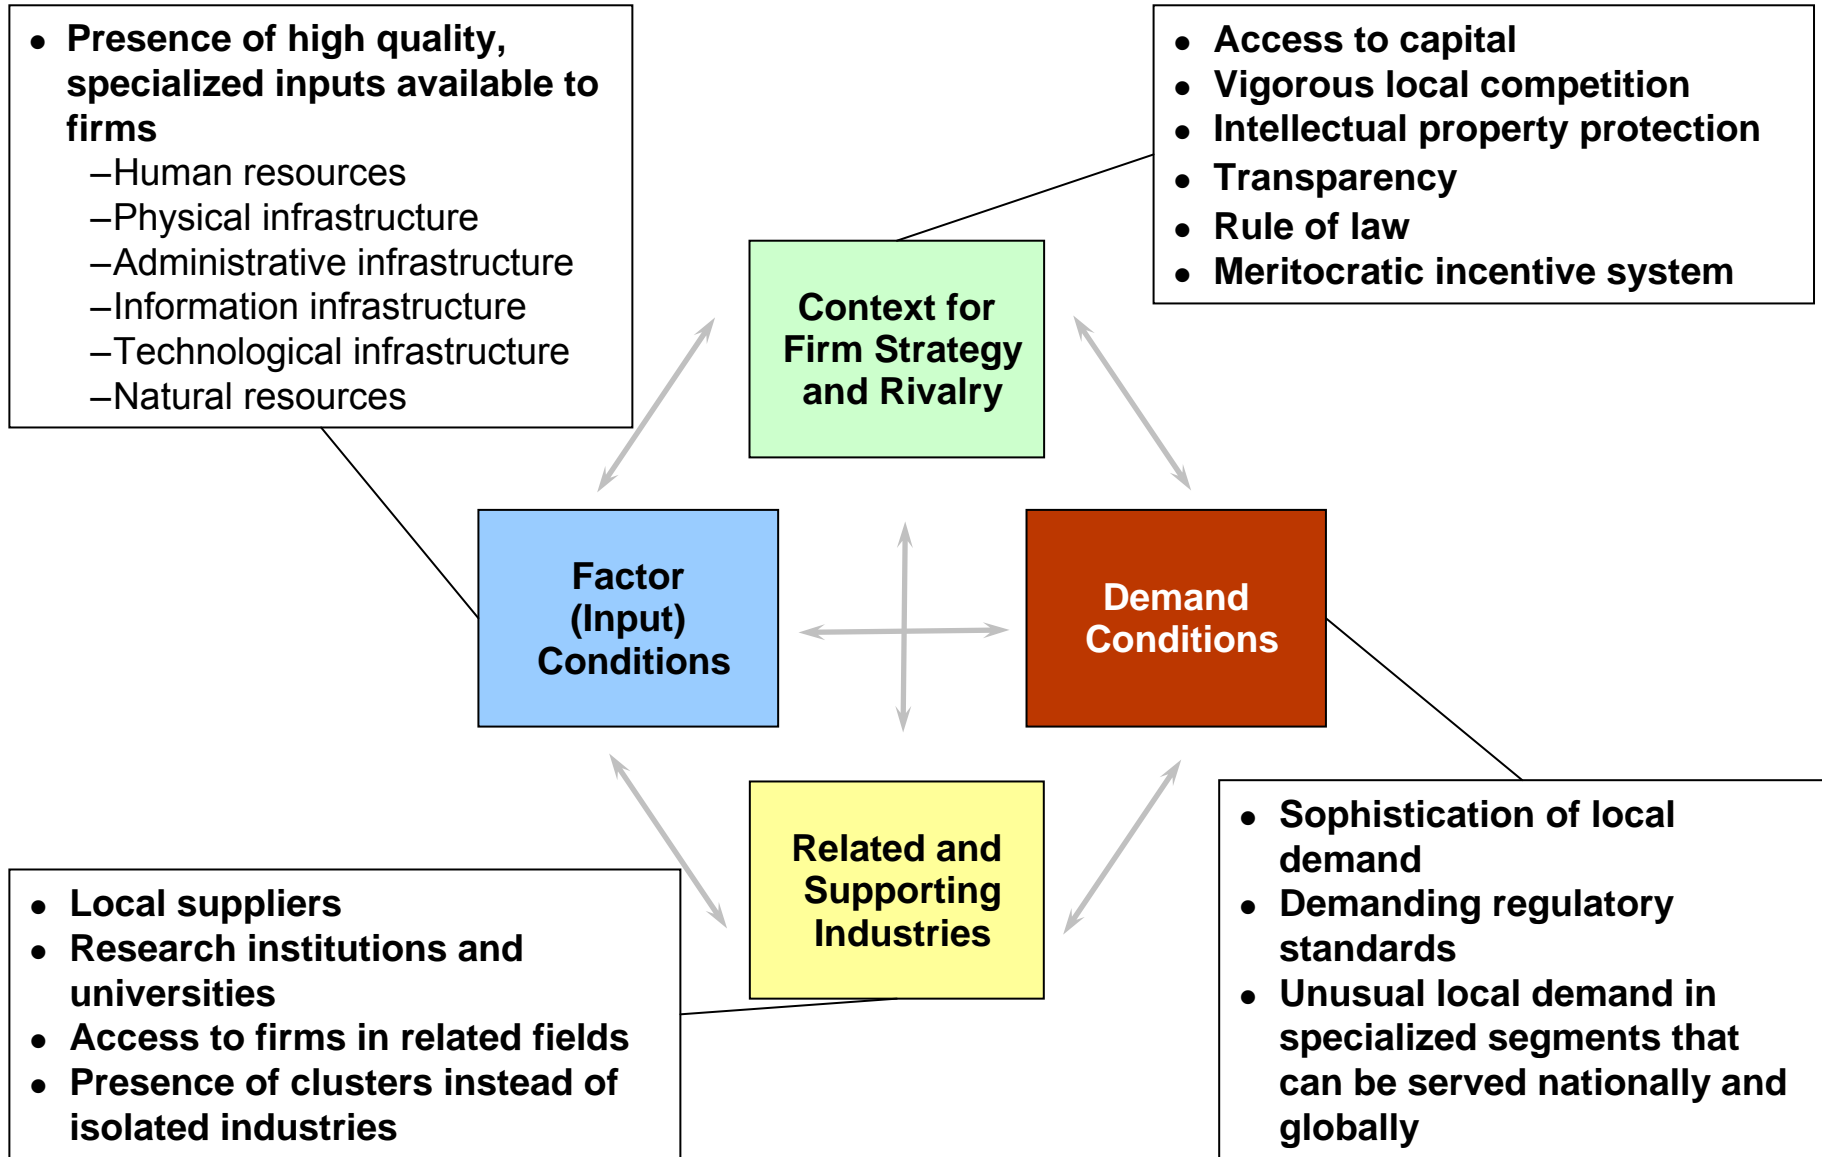 ● Presence of high quality,
specialized inputs available to
firms
–Human resources
–Physical infrastructure
–Administrative infrastructure
–Information infrastructure
–Technological infrastructure
–Natural resources
● Access to capital
● Vigorous local competition
● Intellectual property protection
● Transparency
● Rule of law
● Meritocratic incentive system
Context for
Firm Strategy
and Rivalry
Factor
(Input)
Conditions
Demand
Conditions
Related and
Supporting
Industries
● Local suppliers
● Research institutions and
universities
● Access to firms in related fields
● Presence of clusters instead of
isolated industries
● Sophistication of local
demand
● Demanding regulatory
standards
● Unusual local demand in
specialized segments that
can be served nationally and
globally